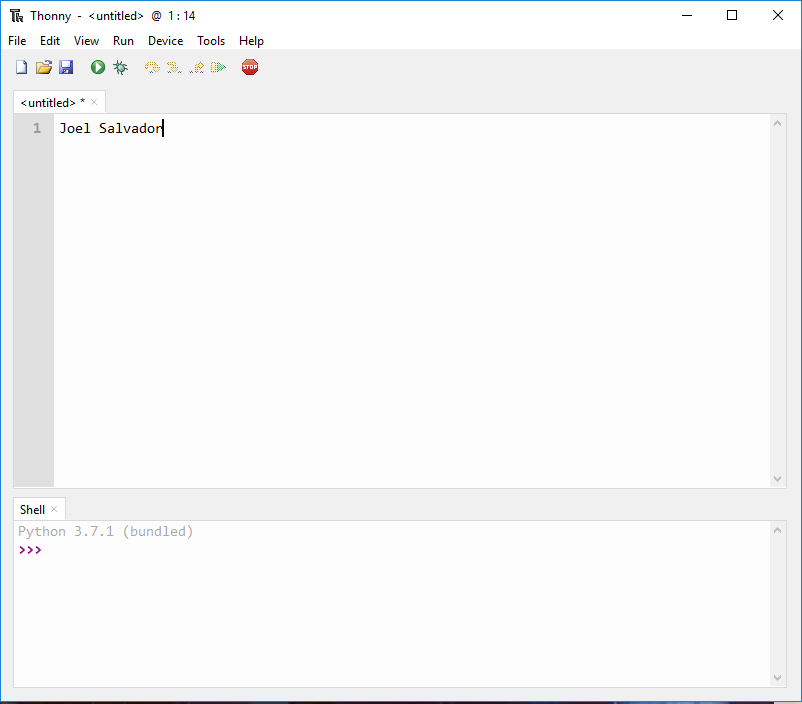 Thonny - <untitled> @ 1:14
File Edit View Run Device Tools Help
STOP
<untitled> *
1 Joel Salvador
Shell
Python 3.7.1 (bundled)
>>>